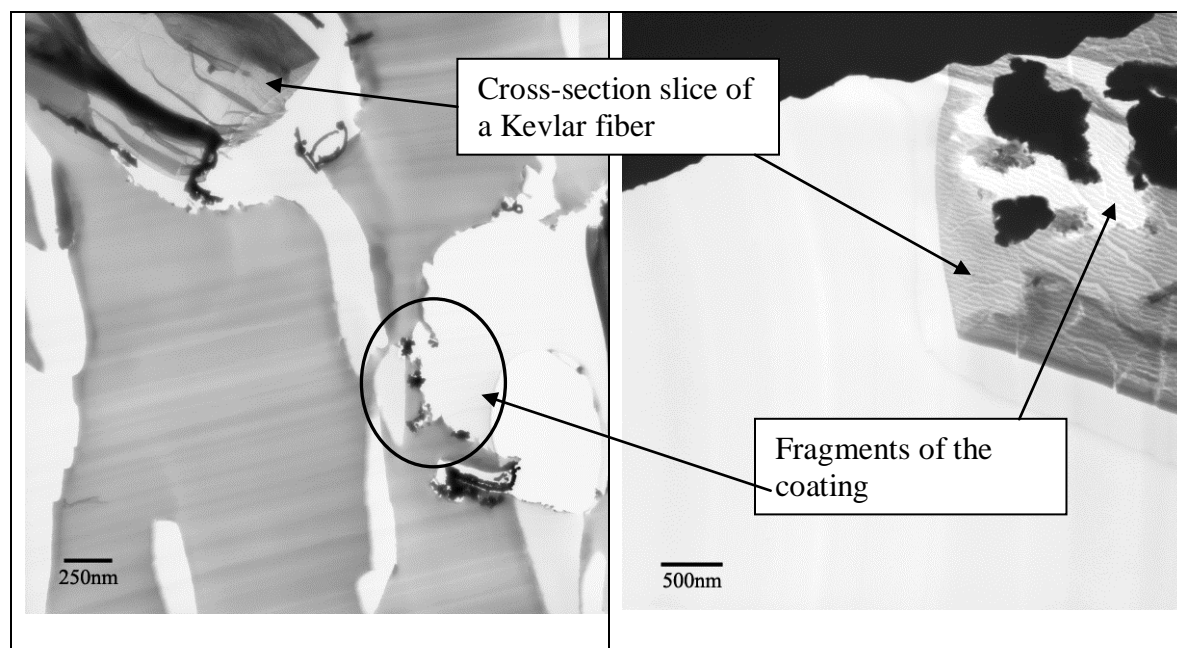 Cross-section slice of
a Kevlar fiber
Fragments of the
coating
250nm
500nm